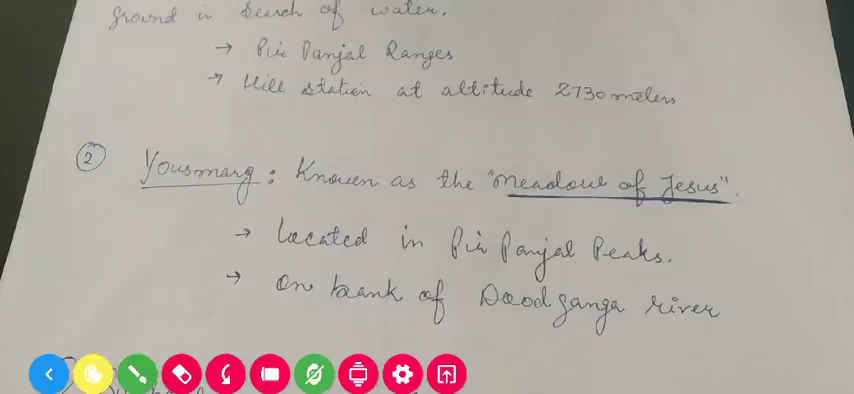 ground in search of water.
→ Pir Panjal Ranges
→ Hill station at altitude 2730 meters
② Yousmarg: Known as the "Meadow of Jesus".
→ Located in Pir Panjal Peaks.
→ on bank of Doodganga river